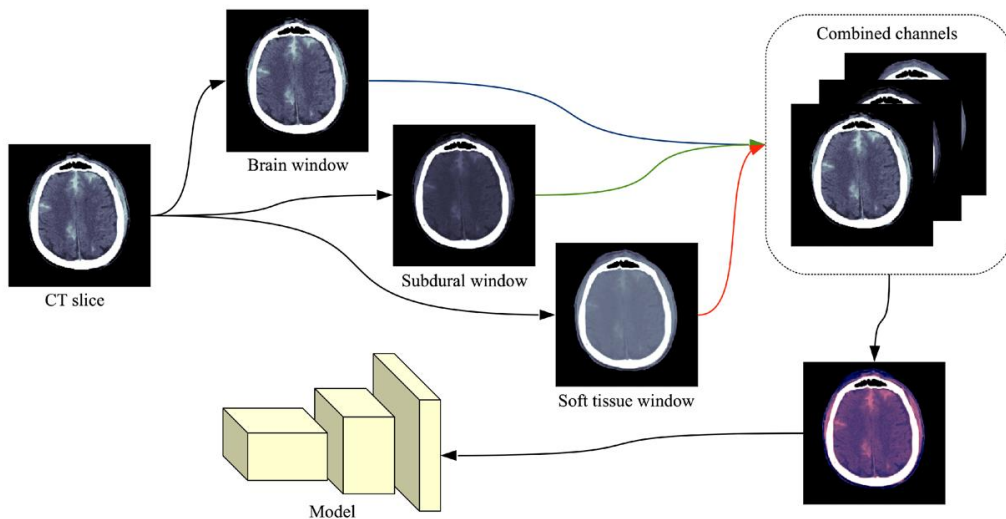 Combined channels
Brain window
CT slice
Subdural window
Soft tissue window
Model